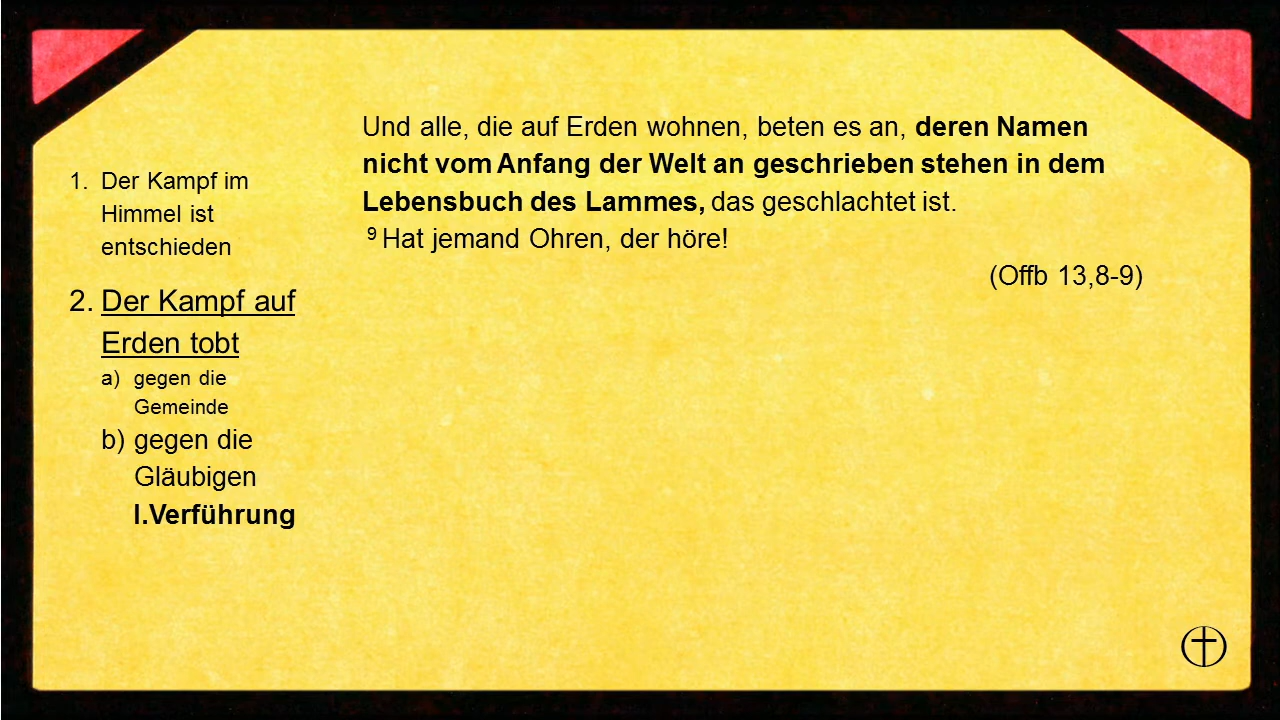 1. Der Kampf im
Himmel ist
entschieden
2. Der Kampf auf
Erden tobt
a) gegen die
Gemeinde
b) gegen die
Gläubigen
I.Verführung
Und alle, die auf Erden wohnen, beten es an, deren Namen
nicht vom Anfang der Welt an geschrieben stehen in dem
Lebensbuch des Lammes, das geschlachtet ist.
9 Hat jemand Ohren, der höre!
(Offb 13,8-9)